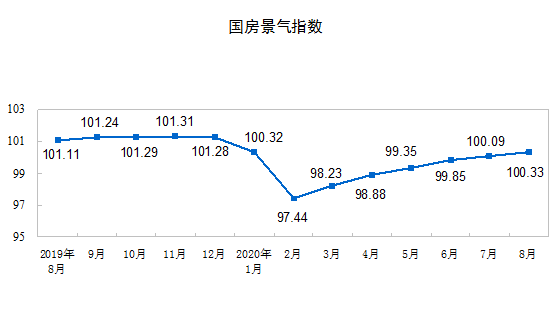 国房景气指数
103
101
99
97
95
101.11
101.24
101.29
101.31
101.28
100.32
97.44
98.23
98.88
99.35
99.85
100.09
100.33
2019年
8月
9月
10月
11月
12月
2020年
1月
2月
3月
4月
5月
6月
7月
8月